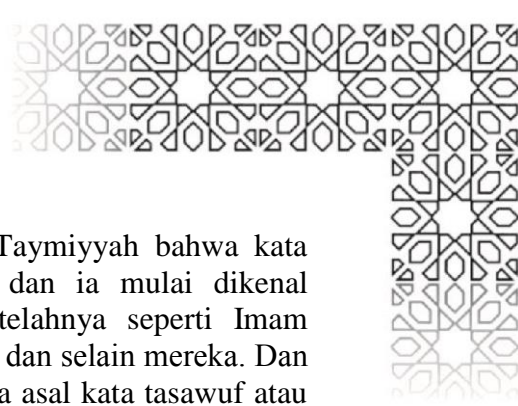 Taymiyyah bahwa kata
dan ia mulai dikenal
telahnya seperti Imam
dan selain mereka. Dan
a asal kata tasawuf atau